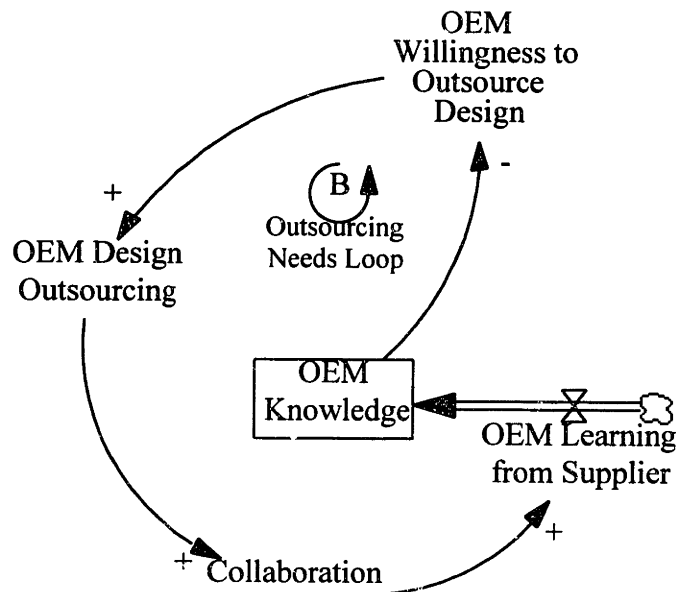 OEM
Willingness to
Outsource
Design
-
+
B
Outsourcing
Needs Loop
OEM Design
Outsourcing
OEM
Knowledge
OEM Learning
from Supplier
+
+
Collaboration